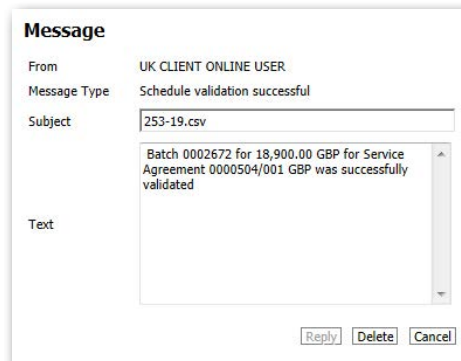 Message
From UK CLIENT ONLINE USER
Message Type Schedule validation successful
Subject 253-19.csv
Text
Batch 0002672 for 18,900.00 GBP for Service
Agreement 0000504/001 GBP was successfully
validated
Reply Delete Cancel